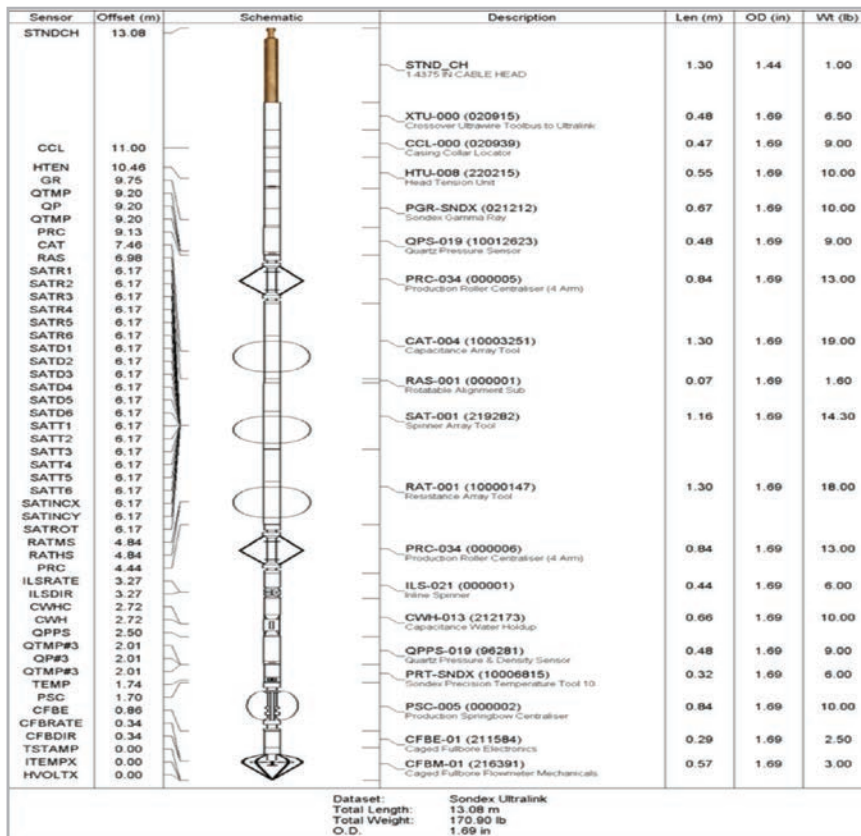 Sensor Offset (m) Schematic Description Len (m) OD (in) Wt (lb)
STNDCH 13.08
STND_CH 1.30 1.44 1.00
1.4375 IN CABLE HEAD
XTU-000 (020915) 0.48 1.69 6.50
Crossover Ultrawire Toolbus to Ultralink
CCL 11.00
CCL-000 (020939) 0.47 1.69 9.00
Casing Collar Locator
HTEN 10.46
HTU-008 (220215) 0.55 1.69 10.00
Head Tension Unit
GR 9.75
QTMP 9.20
QP 9.20
PGR-SNDX (021212) 0.67 1.69 10.00
Sondex Gamma Ray
QTMP 9.20
PRC 9.13
CAT 7.46
QPS-019 (10012623) 0.48 1.69 9.00
Quartz Pressure Sensor
RAS 6.98
SATR1 6.17
SATR2 6.17
PRC-034 (000005) 0.84 1.69 13.00
Production Roller Centraliser (4 Arm)
SATR3 6.17
SATR4 6.17
SATR5 6.17
SATR6 6.17
SATD1 6.17
CAT-004 (10003251) 1.30 1.69 19.00
Capacitance Array Tool
SATD2 6.17
SATD3 6.17
RAS-001 (000001) 0.07 1.69 1.60
Rotatable Alignment Sub
SATD4 6.17
SATD5 6.17
SATD6 6.17
SAT-001 (219282) 1.16 1.69 14.30
Spinner Array Tool
SATT1 6.17
SATT2 6.17
SATT3 6.17
SATT4 6.17
SATT5 6.17
SATT6 6.17
RAT-001 (10000147) 1.30 1.69 18.00
Resistance Array Tool
SATINCX 6.17
SATINCY 6.17
SATROT 6.17
RATMS 4.84
RATHS 4.84
PRC-034 (000006) 0.84 1.69 13.00
Production Roller Centraliser (4 Arm)
PRC 4.44
ILSRATE 3.27
ILS-021 (000001) 0.44 1.69 6.00
Inline Spinner
ILSDIR 3.27
CWHC 2.72
CWH 2.72
CWH-013 (212173) 0.66 1.69 10.00
Capacitance Water Holdup
QPPS 2.50
QTMP#3 2.01
QP#3 2.01
QPPS-019 (96281) 0.48 1.69 9.00
Quartz Pressure & Density Sensor
QTMP#3 2.01
PRT-SNDX (10006815) 0.32 1.69 6.00
Sondex Precision Temperature Tool 10
TEMP 1.74
PSC 1.70
PSC-005 (000002) 0.84 1.69 10.00
Production Springbow Centraliser
CFBE 0.86
CFBRATE 0.34
CFBDIR 0.34
CFBE-01 (211584) 0.29 1.69 2.50
Caged Fullbore Electronics
TSTAMP 0.00
ITEMPX 0.00
CFBM-01 (216391) 0.57 1.69 3.00
Caged Fullbore Flowmeter Mechanicals
HVOLTX 0.00
Dataset: Sondex Ultralink
Total Length: 13.08 m
Total Weight: 170.90 lb
O.D. 1.69 in